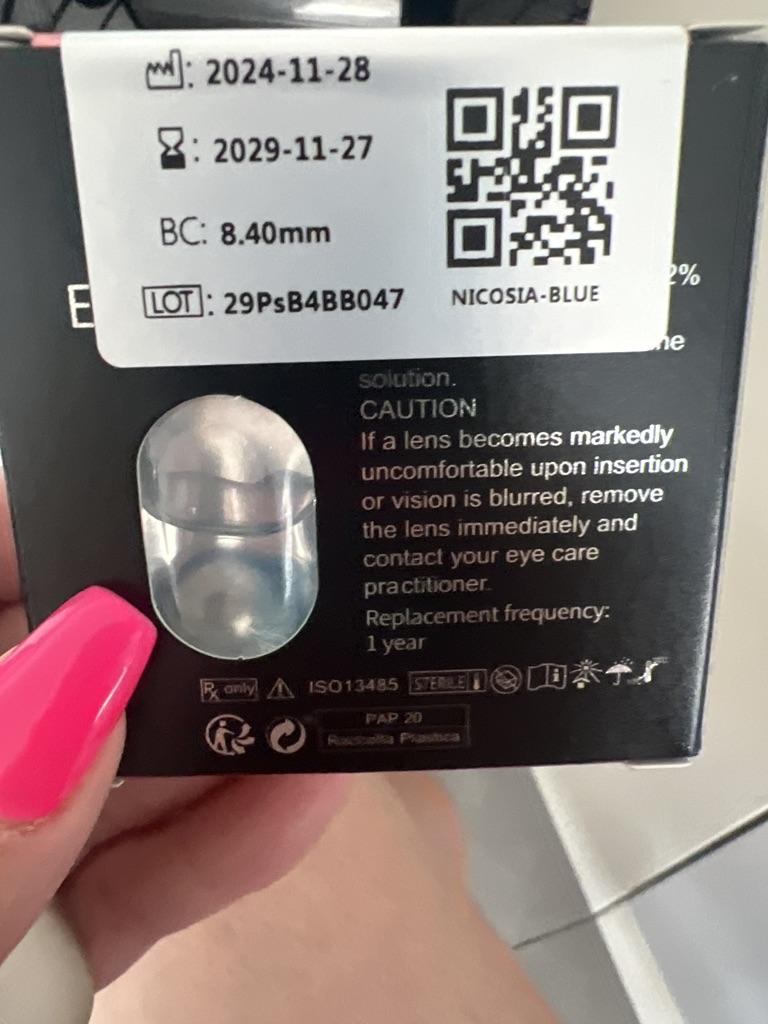 : 2024-11-28
: 2029-11-27
BC: 8.40mm
LOT: 29PsB4BB047
NICOSIA-BLUE
E
2%
solution.
CAUTION
If a lens becomes markedly
uncomfortable upon insertion
or vision is blurred, remove
the lens immediately and
contact your eye care
practitioner.
Replacement frequency:
1 year
Rx only ISO13485 STERILE
PAP 20
Raccolta Plastica